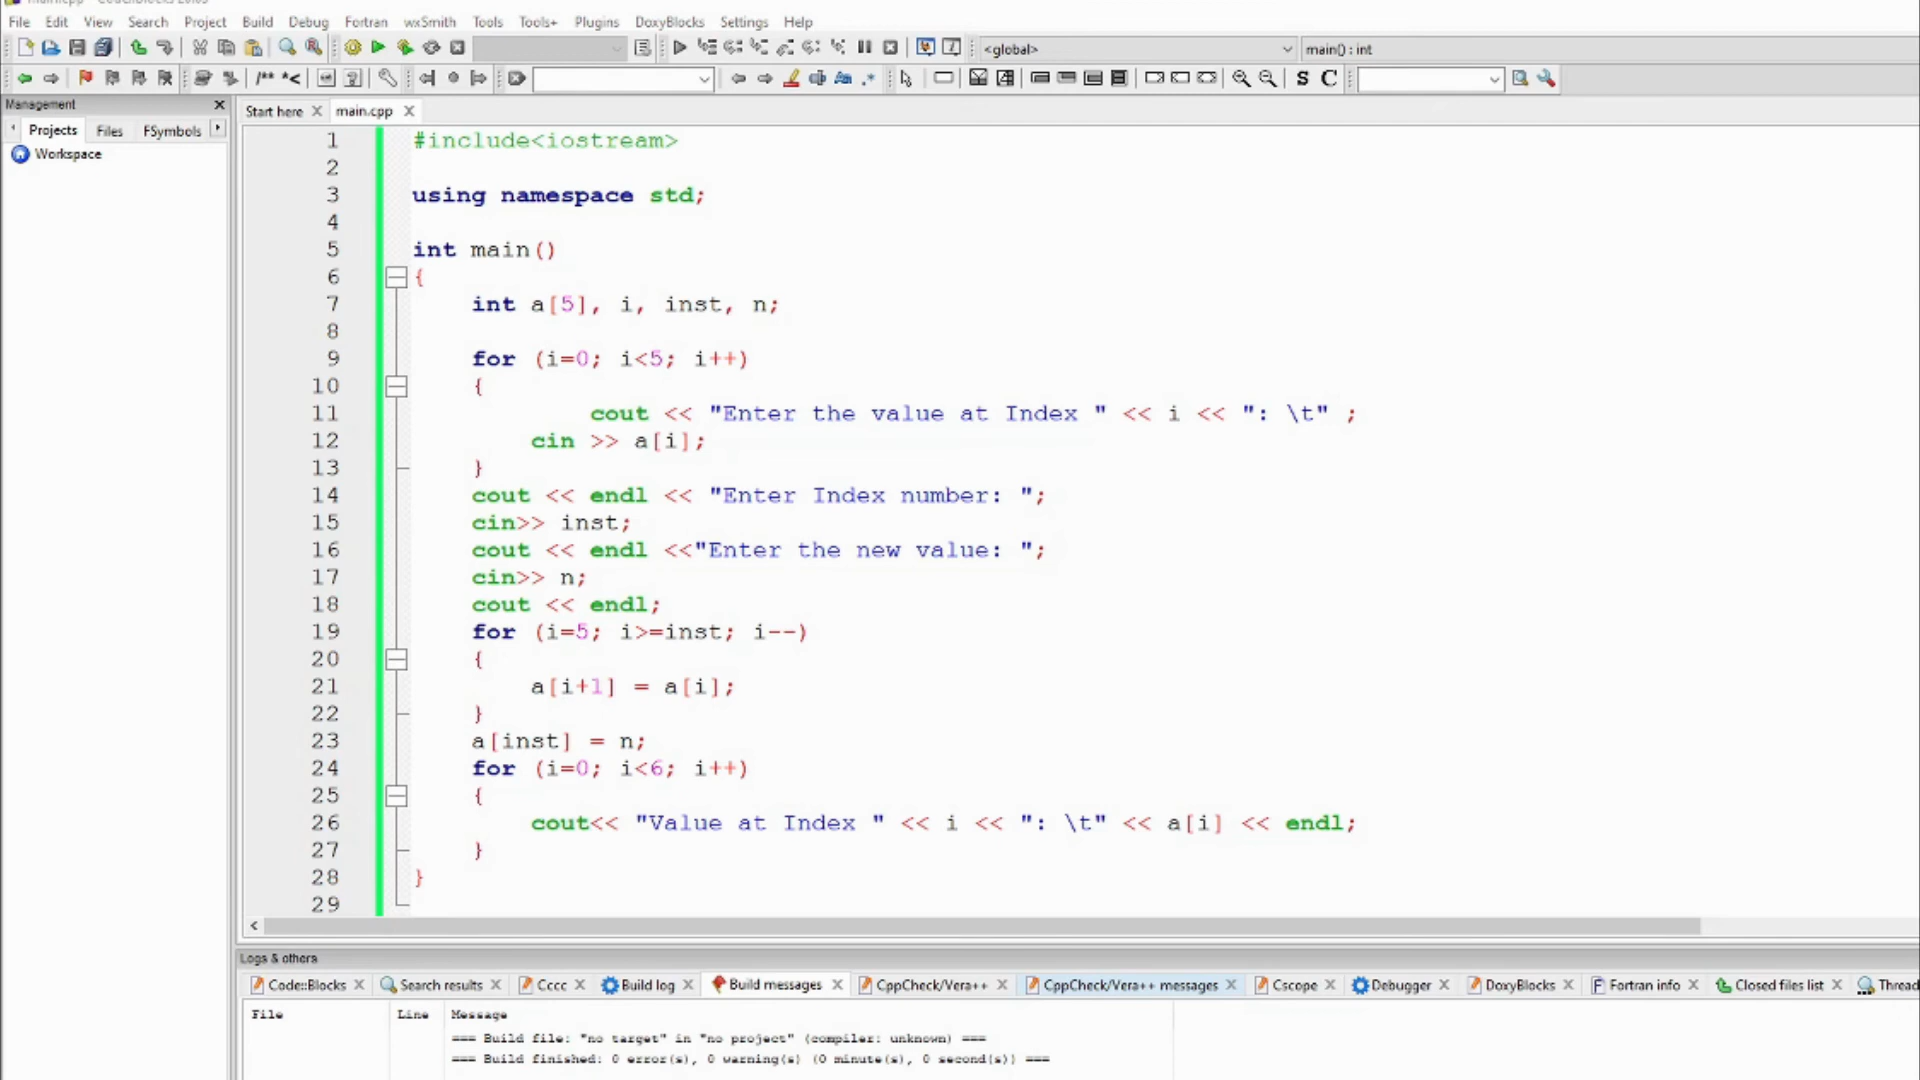 File Edit View Search Project Build Debug Fortran wxSmith Tools Tools+ Plugins DoxyBlocks Settings Help
<global> main() : int
/** *< .* S C
Management
Start here main.cpp
Projects Files FSymbols
Workspace
1 #include<iostream>
2
3 using namespace std;
4
5 int main()
6 {
7 int a[5], i, inst, n;
8
9 for (i=0; i<5; i++)
10 {
11 cout << "Enter the value at Index " << i << ": \t" ;
12 cin >> a[i];
13 }
14 cout << endl << "Enter Index number: ";
15 cin>> inst;
16 cout << endl <<"Enter the new value: ";
17 cin>> n;
18 cout << endl;
19 for (i=5; i>=inst; i--)
20 {
21 a[i+1] = a[i];
22 }
23 a[inst] = n;
24 for (i=0; i<6; i++)
25 {
26 cout<< "Value at Index " << i << ": \t" << a[i] << endl;
27 }
28 }
29
Logs & others
Code::Blocks Search results Cccc Build log Build messages CppCheck/Vera++ CppCheck/Vera++ messages Cscope Debugger DoxyBlocks Fortran info Closed files list Thread
File Line Message
=== Build file: "no target" in "no project" (compiler: unknown) ===
=== Build finished: 0 error(s), 0 warning(s) (0 minute(s), 0 second(s)) ===